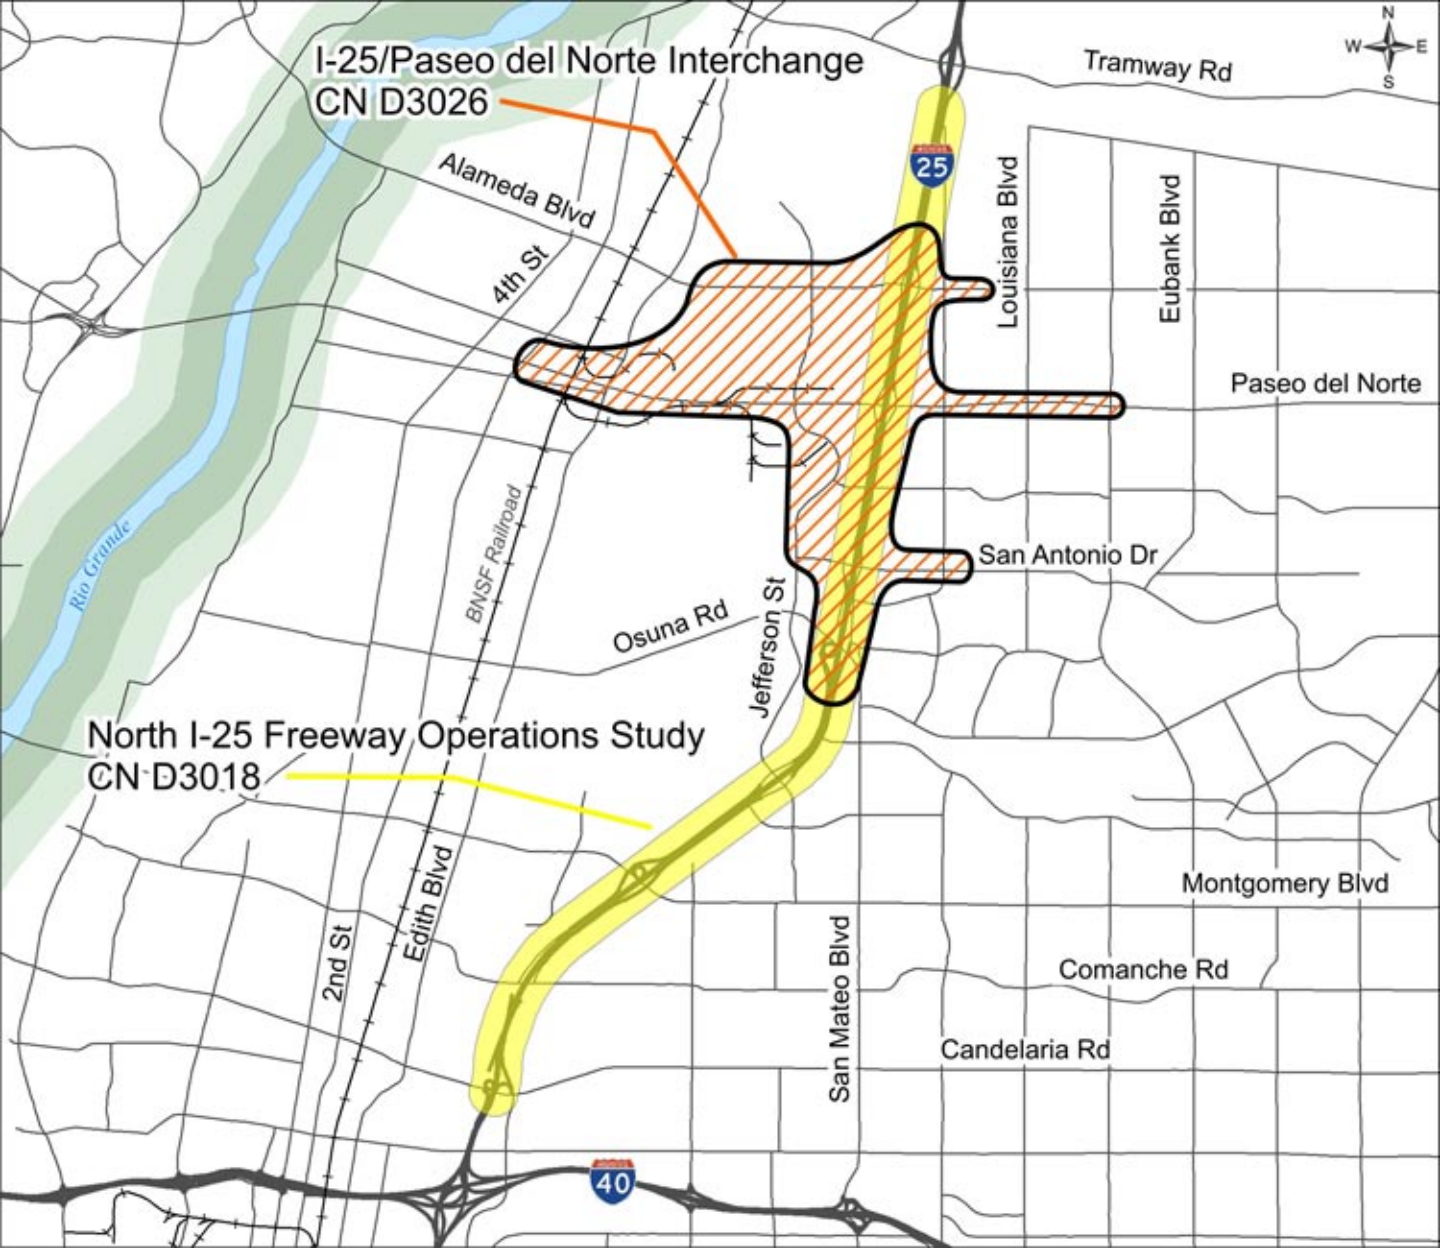 N
W E
S
I-25/Paseo del Norte Interchange
CN D3026
Tramway Rd
25
Alameda Blvd
4th St
Louisiana Blvd
Eubank Blvd
Paseo del Norte
BNSF Railroad
Rio Grande
San Antonio Dr
Osuna Rd
Jefferson St
North I-25 Freeway Operations Study
CN D3018
Edith Blvd
2nd St
Montgomery Blvd
San Mateo Blvd
Comanche Rd
Candelaria Rd
40